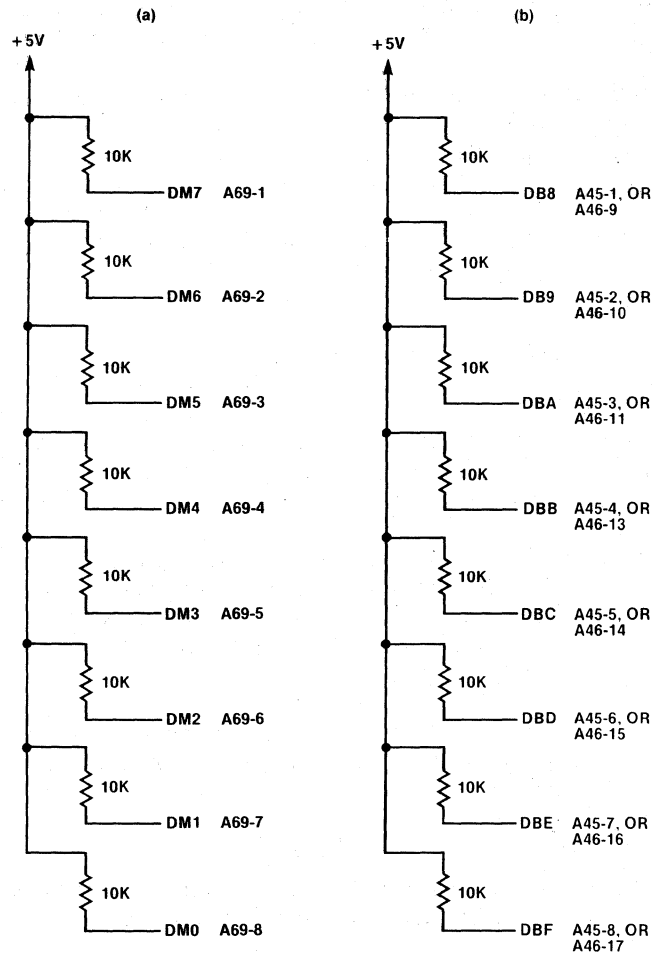 (a)
+5V
10K
DM7 A69-1
10K
DM6 A69-2
10K
DM5 A69-3
10K
DM4 A69-4
10K
DM3 A69-5
10K
DM2 A69-6
10K
DM1 A69-7
10K
DM0 A69-8
(b)
+5V
10K
DB8 A45-1, OR
A46-9
10K
DB9 A45-2, OR
A46-10
10K
DBA A45-3, OR
A46-11
10K
DBB A45-4, OR
A46-13
10K
DBC A45-5, OR
A46-14
10K
DBD A45-6, OR
A46-15
10K
DBE A45-7, OR
A46-16
10K
DBF A45-8, OR
A46-17